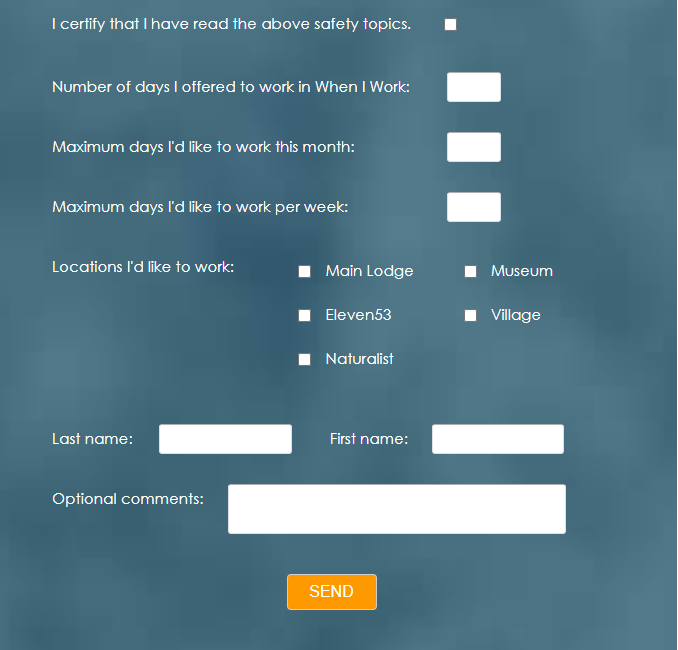 I certify that I have read the above safety topics.
Number of days I offered to work in When I Work:
Maximum days I'd like to work this month:
Maximum days I'd like to work per week:
Locations I'd like to work:
Main Lodge
Museum
Eleven53
Village
Naturalist
Last name:
First name:
Optional comments:
SEND